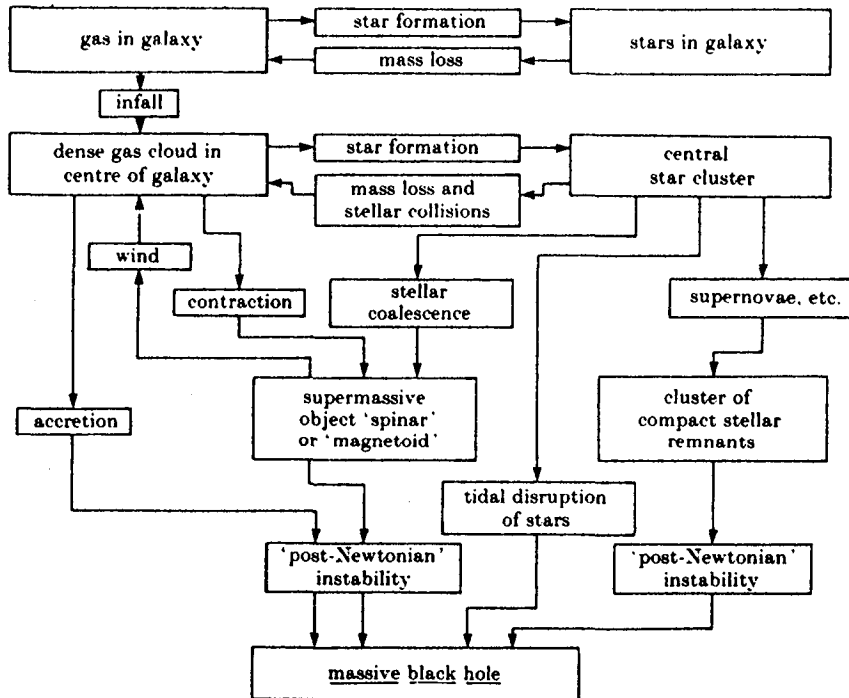 star formation
gas in galaxy
stars in galaxy
mass loss
infall
dense gas cloud in
centre of galaxy
star formation
central
star cluster
mass loss and
stellar collisions
wind
contraction
stellar
coalescence
supernovae, etc.
accretion
supermassive
object ‘spinar’
or ‘magnetoid’
cluster of
compact stellar
remnants
tidal disruption
of stars
‘post-Newtonian’
instability
‘post-Newtonian’
instability
massive black hole